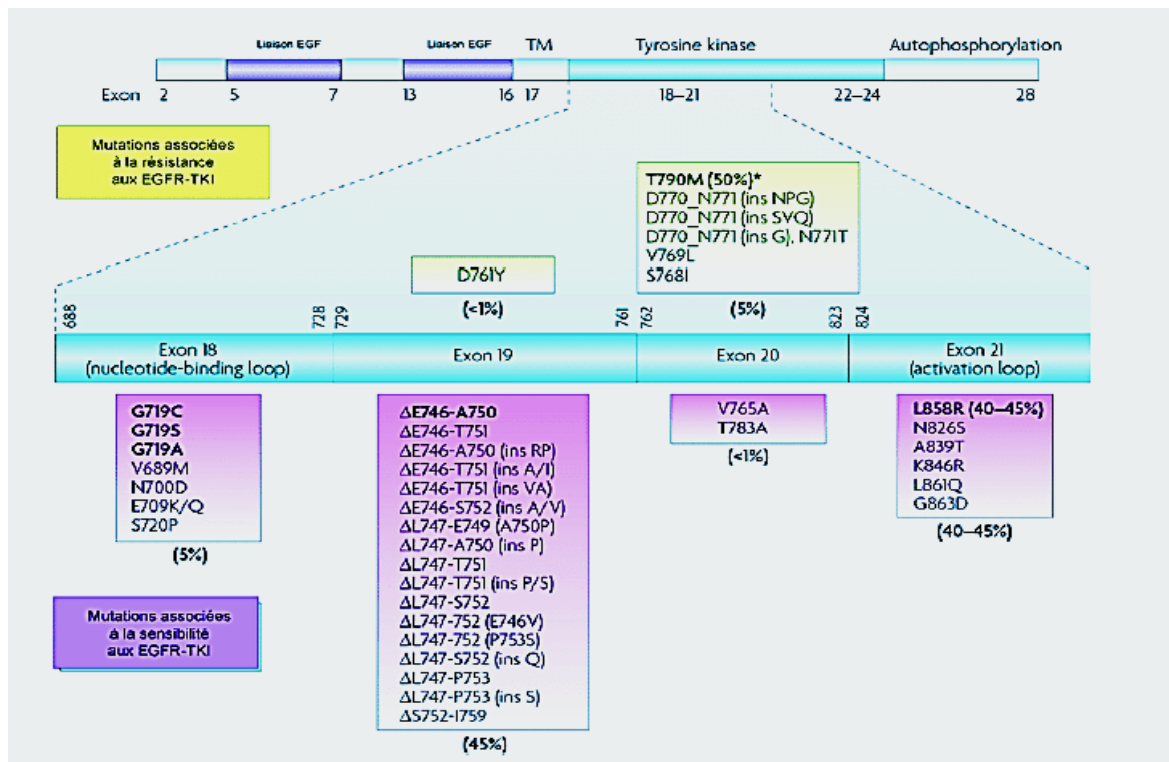 Liaison EGF Liaison EGF TM Tyrosine kinase Autophosphorylation
Exon 2 5 7 13 16 17 18–21 22–24 28
Mutations associées
à la résistance
aux EGFR-TKI
T790M (50%)*
D770_N771 (ins NPG)
D770_N771 (ins SVQ)
D770_N771 (ins G), N771T
V769L
S768I
D761Y
(<1%)
(5%)
688 728 729 761 762 823 824
Exon 18
(nucleotide-binding loop)
Exon 19
Exon 20
Exon 21
(activation loop)
G719C
G719S
G719A
V689M
N700D
E709K/Q
S720P
(5%)
ΔE746-A750
ΔE746-T751
ΔE746-A750 (ins RP)
ΔE746-T751 (ins A/I)
ΔE746-T751 (ins VA)
ΔE746-S752 (ins A/V)
ΔL747-E749 (A750P)
ΔL747-A750 (ins P)
ΔL747-T751
ΔL747-T751 (ins P/S)
ΔL747-S752
ΔL747-752 (E746V)
ΔL747-752 (P753S)
ΔL747-S752 (ins Q)
ΔL747-P753
ΔL747-P753 (ins S)
ΔS752-I759
(45%)
V765A
T783A
(<1%)
L858R (40–45%)
N826S
A839T
K846R
L861Q
G863D
(40–45%)
Mutations associées
à la sensibilité
aux EGFR-TKI